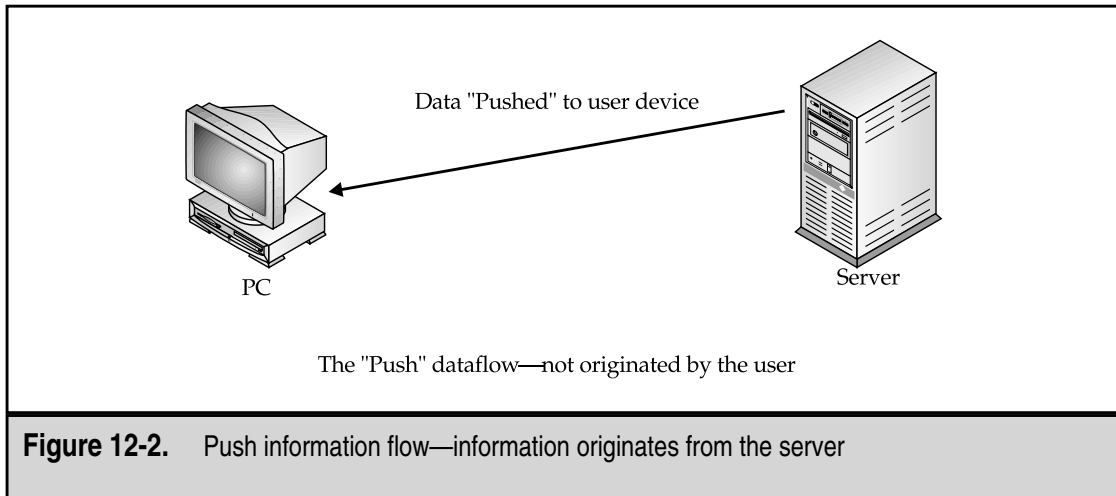 Data "Pushed" to user device
PC
Server
The "Push" dataflow—not originated by the user
Figure 12-2. Push information flow—information originates from the server